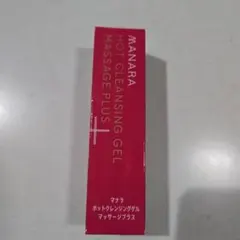 MANARA
HOT CLEANSING GEL
MASSAGE PLUS
マナラ
ホットクレンジングゲル
マッサージプラス